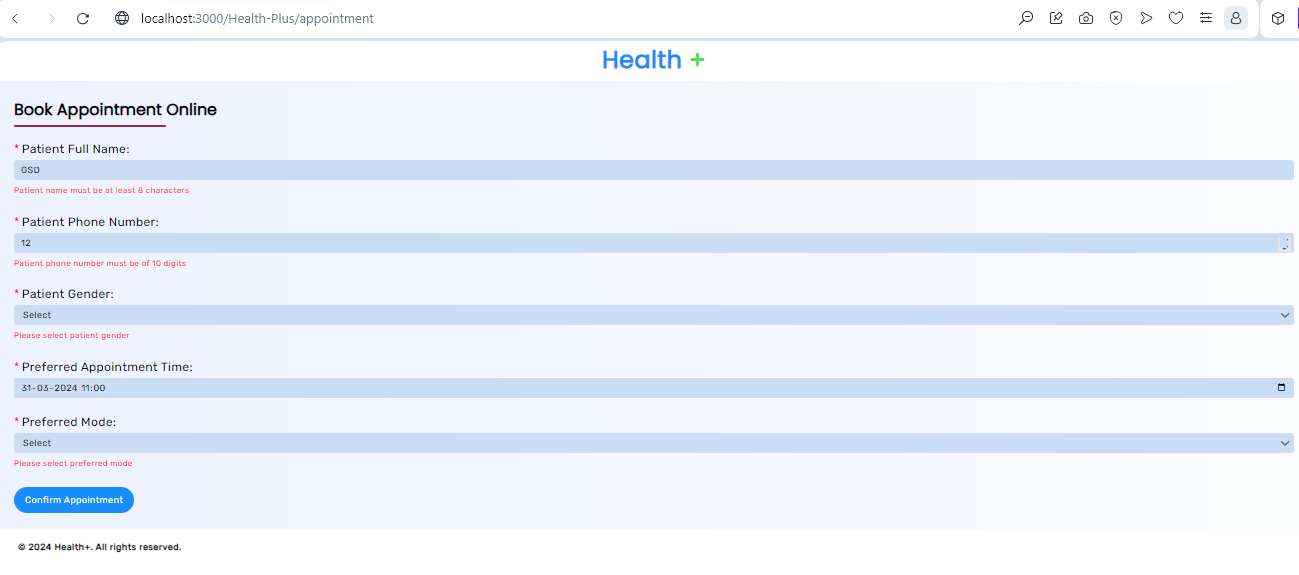 localhost:3000/Health-Plus/appointment
Health +
Book Appointment Online
* Patient Full Name:
GSD
Patient name must be at least 8 characters
* Patient Phone Number:
12
Patient phone number must be of 10 digits
* Patient Gender:
Select
Please select patient gender
* Preferred Appointment Time:
31-03-2024 11:00
* Preferred Mode:
Select
Please select preferred mode
Confirm Appointment
© 2024 Health+. All rights reserved.